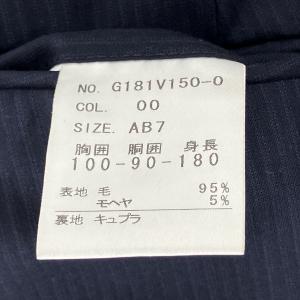 NO. G181V150-0
COL. 00
SIZE. AB7
胸囲 胴囲 身長
100-90-180
表地 毛 95%
モヘヤ 5%
裏地 キュプラ